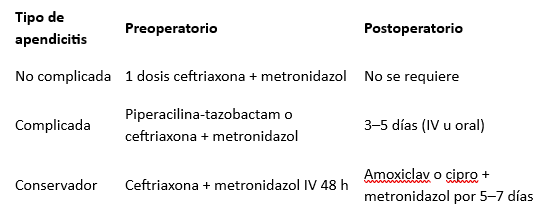 Tipo de apendicitis Preoperatorio Postoperatorio
No complicada 1 dosis ceftriaxona + metronidazol No se requiere
Complicada Piperacilina-tazobactam o ceftriaxona + metronidazol 3–5 días (IV u oral)
Conservador Ceftriaxona + metronidazol IV 48 h Amoxiclav o cipro + metronidazol por 5–7 días